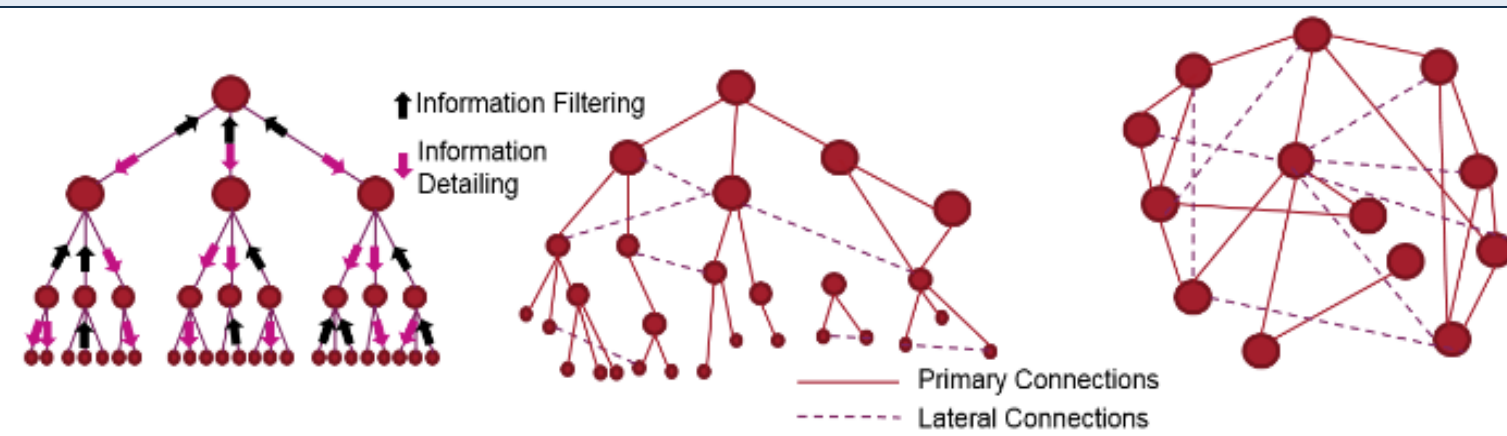 Information Filtering
Information
Detailing
Primary Connections
Lateral Connections